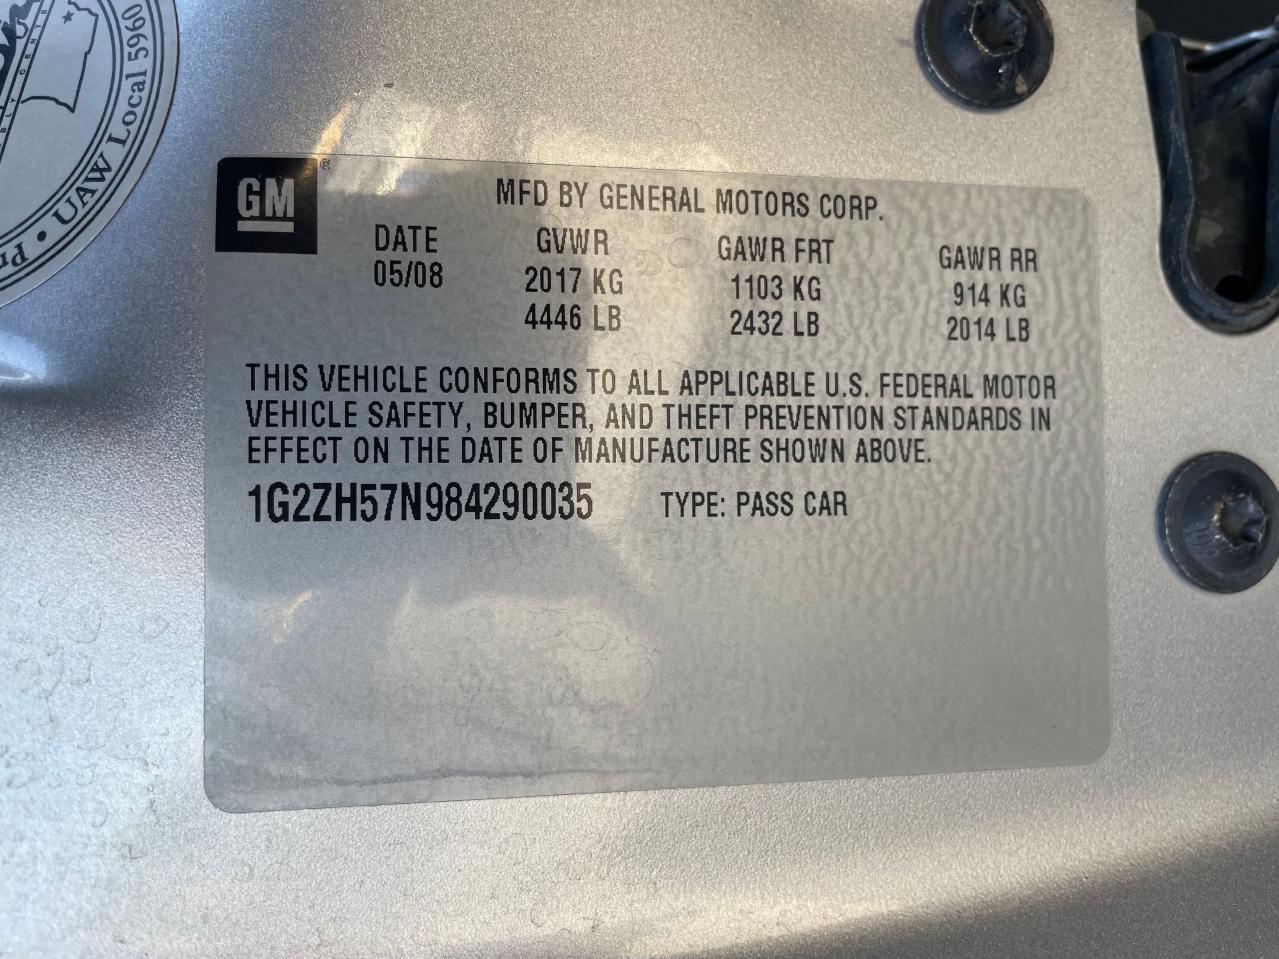 UAW Local 5960
GM
MFD BY GENERAL MOTORS CORP.
DATE GVWR GAWR FRT GAWR RR
05/08 2017 KG 1103 KG 914 KG
4446 LB 2432 LB 2014 LB
THIS VEHICLE CONFORMS TO ALL APPLICABLE U.S. FEDERAL MOTOR
VEHICLE SAFETY, BUMPER, AND THEFT PREVENTION STANDARDS IN
EFFECT ON THE DATE OF MANUFACTURE SHOWN ABOVE.
1G2ZH57N984290035 TYPE: PASS CAR